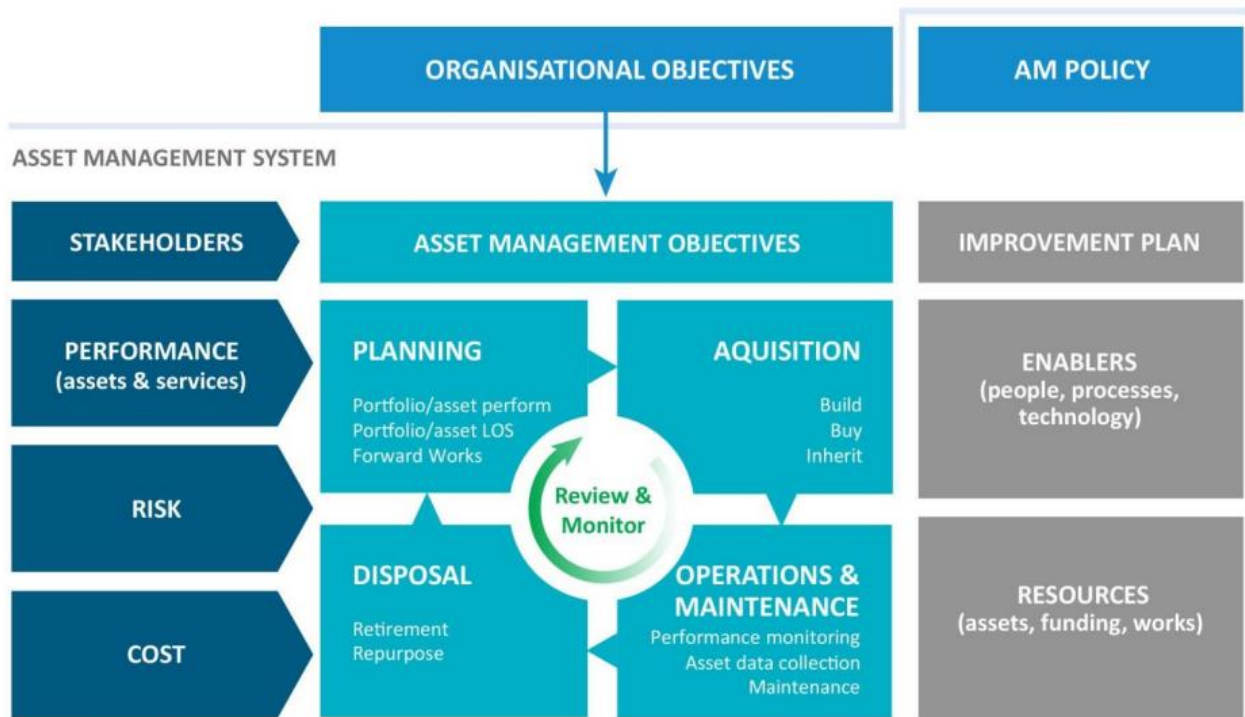 ORGANISATIONAL OBJECTIVES
AM POLICY
ASSET MANAGEMENT SYSTEM
STAKEHOLDERS
ASSET MANAGEMENT OBJECTIVES
IMPROVEMENT PLAN
PERFORMANCE
(assets & services)
RISK
COST
PLANNING
Portfolio/asset perform
Portfolio/asset LOS
Forward Works
AQUISITION
Build
Buy
Inherit
Review &
Monitor
DISPOSAL
Retirement
Repurpose
OPERATIONS &
MAINTENANCE
Performance monitoring
Asset data collection
Maintenance
ENABLERS
(people, processes,
technology)
RESOURCES
(assets, funding, works)